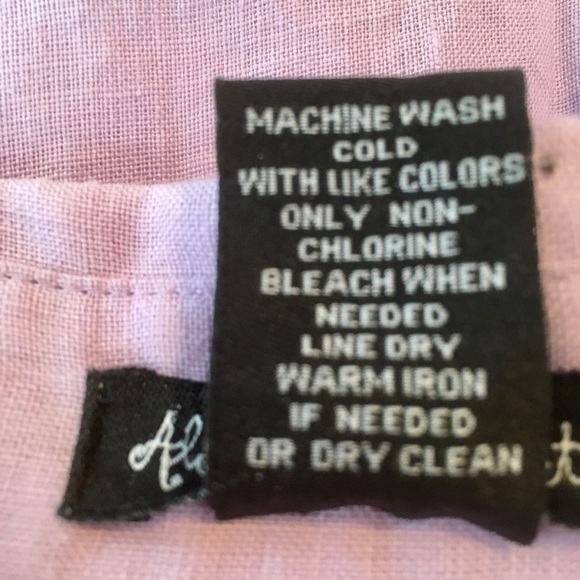 MACHINE WASH
COLD
WITH LIKE COLORS
ONLY NON-
CHLORINE
BLEACH WHEN
NEEDED
LINE DRY
WARM IRON
IF NEEDED
OR DRY CLEAN